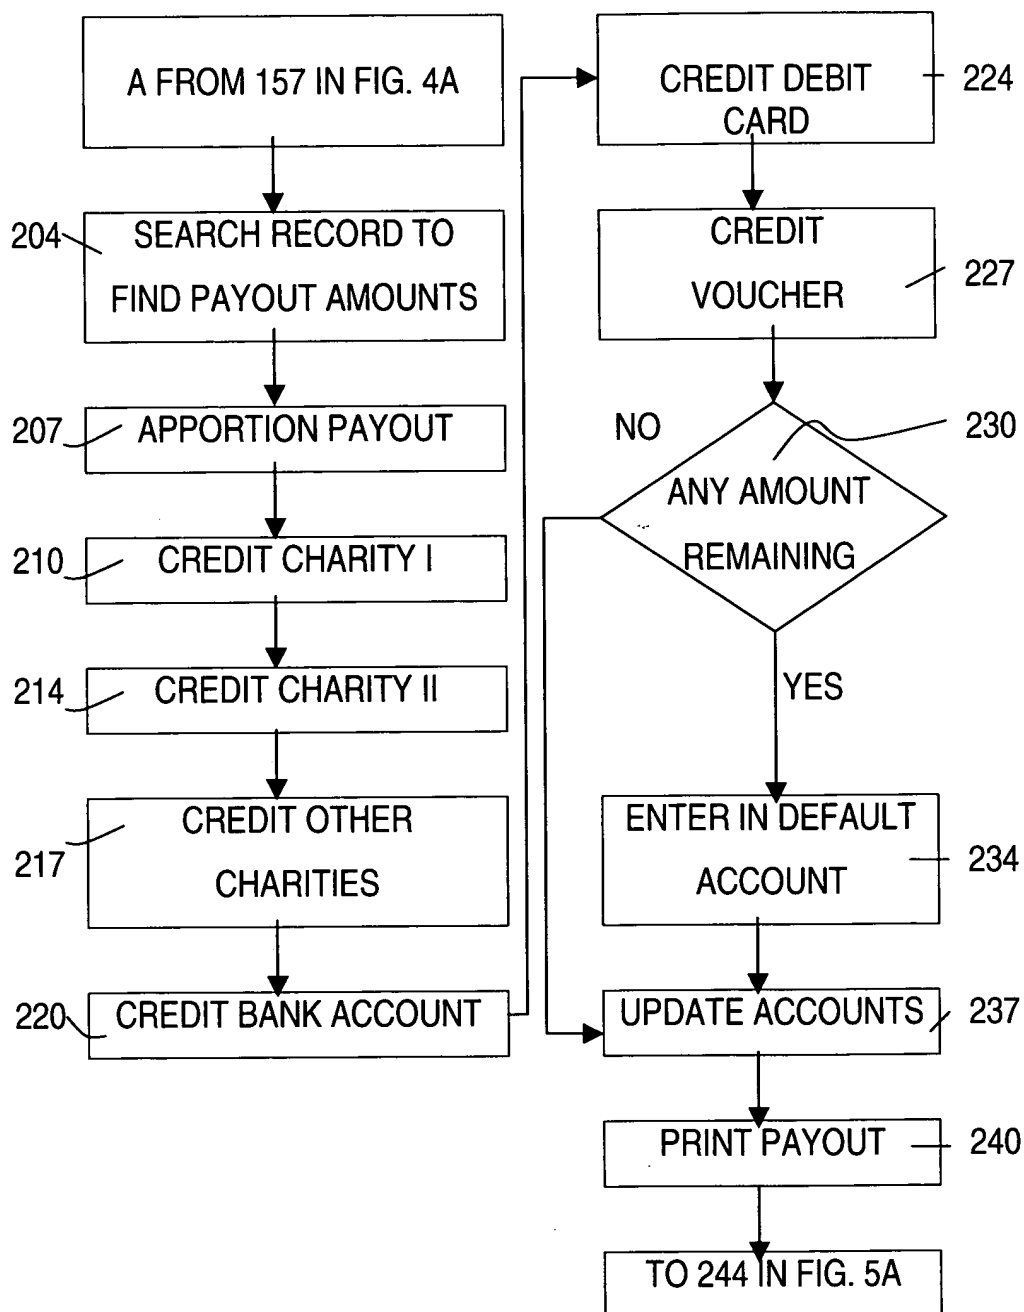 A FROM 157 IN FIG. 4A
204
SEARCH RECORD TO
FIND PAYOUT AMOUNTS
207
APPORTION PAYOUT
210
CREDIT CHARITY I
214
CREDIT CHARITY II
217
CREDIT OTHER
CHARITIES
220
CREDIT BANK ACCOUNT
CREDIT DEBIT
CARD
224
CREDIT
VOUCHER
227
NO
230
ANY AMOUNT
REMAINING
YES
ENTER IN DEFAULT
ACCOUNT
234
UPDATE ACCOUNTS
237
PRINT PAYOUT
240
TO 244 IN FIG. 5A